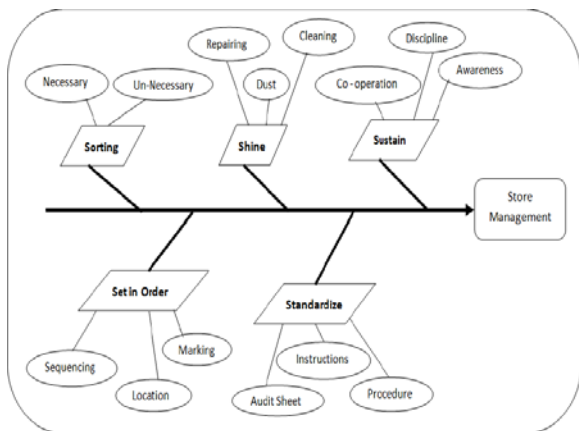 Cleaning
Repairing
Discipline
Necessary
Un-Necessary
Dust
Co - operation
Awareness
Sorting
Shine
Sustain
Store
Management
Set in Order
Standardize
Marking
Instructions
Sequencing
Location
Audit Sheet
Procedure